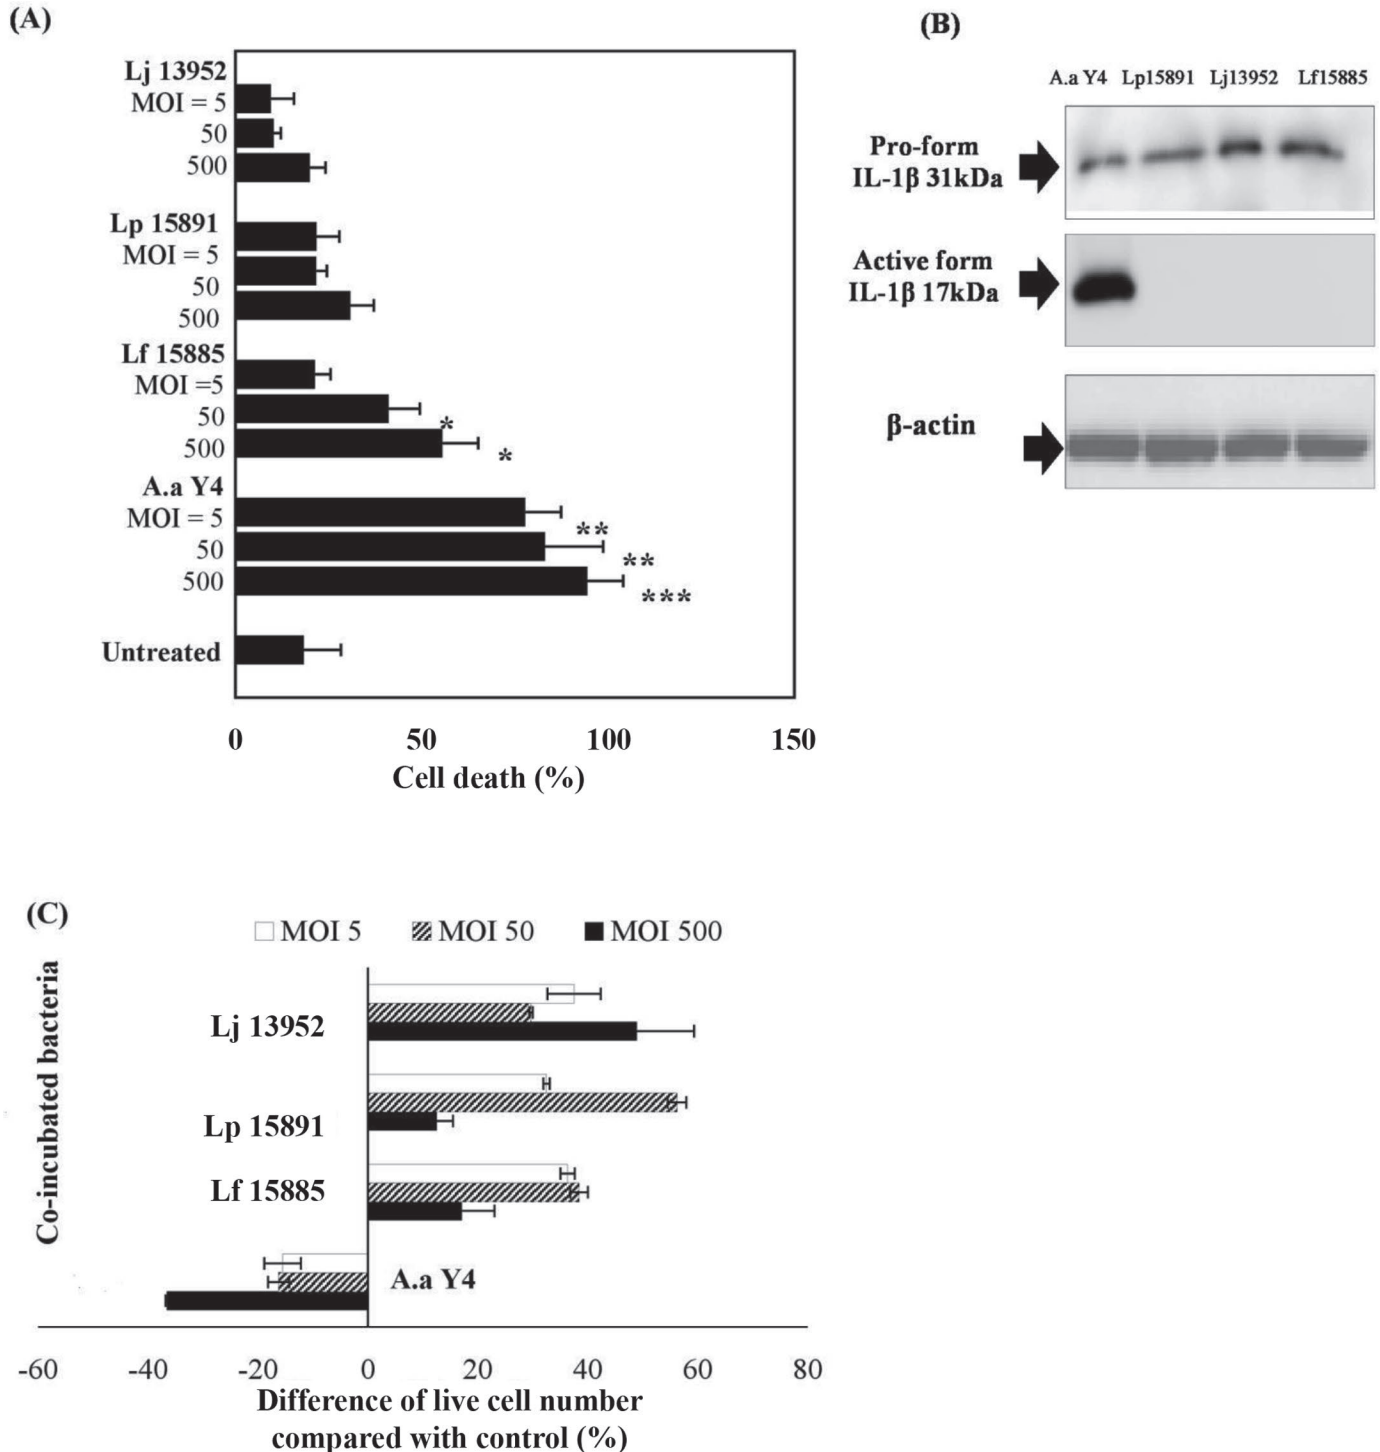 (A)
Lj 13952
MOI = 5
50
500
Lp 15891
MOI = 5
50
500
Lf 15885
MOI =5
50
*
500
*
A.a Y4
MOI = 5
**
50
**
500
***
Untreated
0 50 100 150
Cell death (%)
(B)
A.a Y4 Lp15891 Lj13952 Lf15885
Pro-form
IL-1β 31kDa
Active form
IL-1β 17kDa
β-actin
(C)
MOI 5 MOI 50 MOI 500
Co-incubated bacteria
Lj 13952
Lp 15891
Lf 15885
A.a Y4
-60 -40 -20 0 20 40 60 80
Difference of live cell number
compared with control (%)